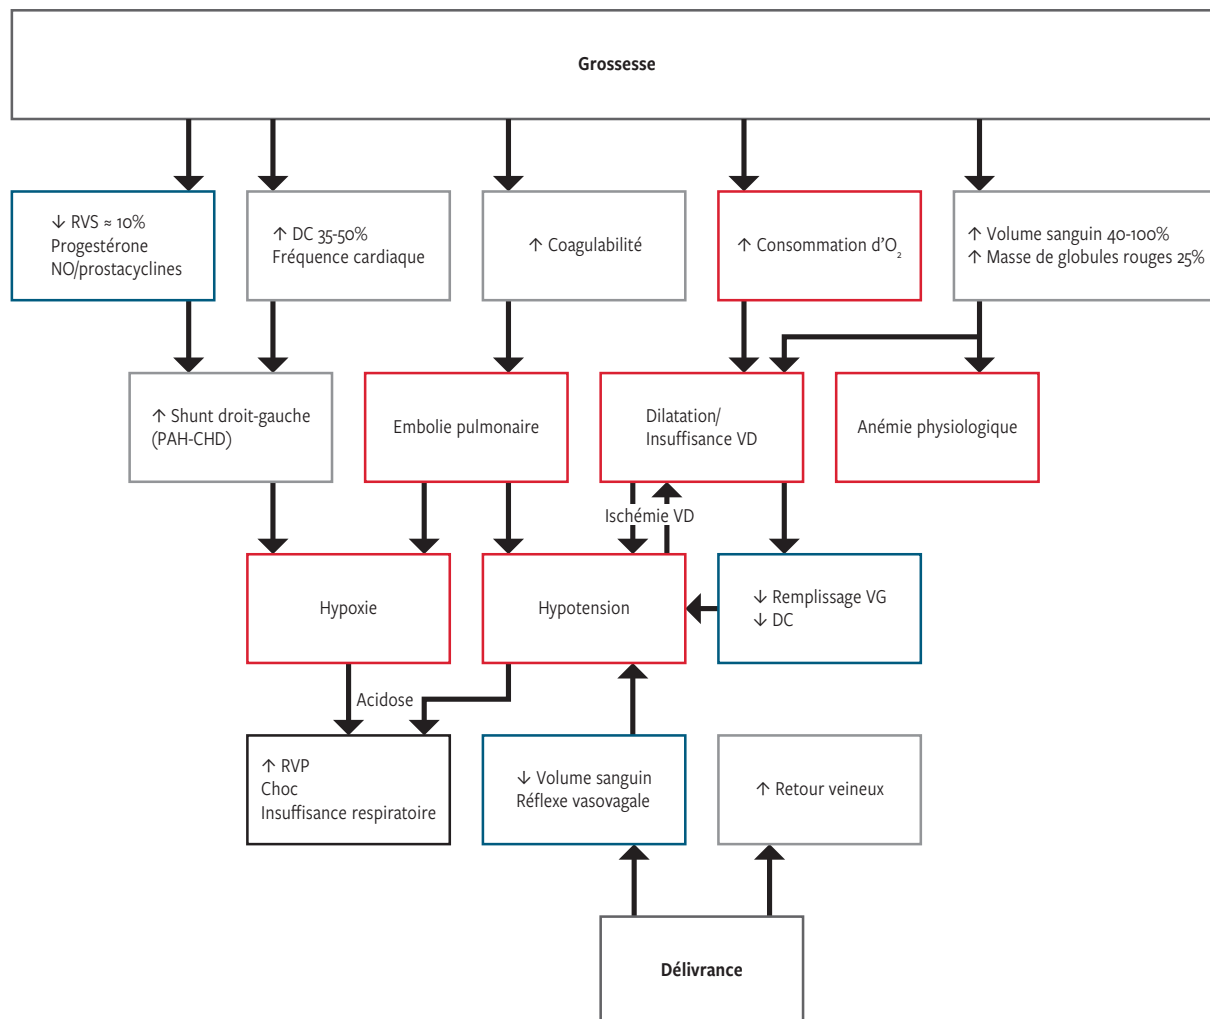 Grossesse
↓ RVS ≈ 10%
Progestérone
NO/prostacyclines
↑ DC 35-50%
Fréquence cardiaque
↑ Coagulabilité
↑ Consommation d'O₂
↑ Volume sanguin 40-100%
↑ Masse de globules rouges 25%
↑ Shunt droit-gauche
(PAH-CHD)
Embolie pulmonaire
Dilatation/
Insuffisance VD
Anémie physiologique
Ischémie VD
Hypoxie
Hypotension
↓ Remplissage VG
↓ DC
Acidose
↑ RVP
Choc
Insuffisance respiratoire
↓ Volume sanguin
Réflexe vasovagale
↑ Retour veineux
Délivrance